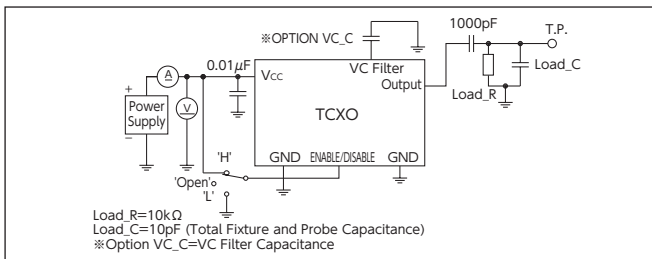 ※OPTION VC_C
1000pF
T.P.
0.01μF
A
VCC
VC Filter
Output
Load_C
Load_R
+
Power
Supply
−
V
TCXO
'H'
GND
ENABLE/DISABLE
GND
'Open'
'L'
Load_R=10kΩ
Load_C=10pF (Total Fixture and Probe Capacitance)
※Option VC_C=VC Filter Capacitance